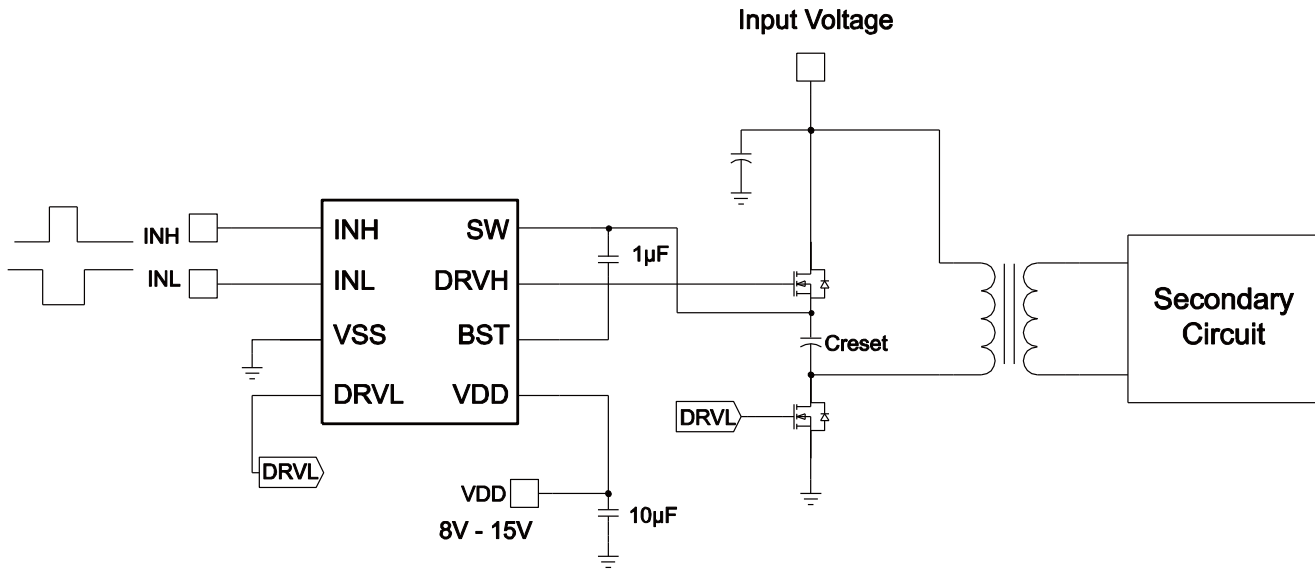 Input Voltage
INH
INL
INH
INL
VSS
DRVL
SW
DRVH
BST
VDD
1µF
DRVL
VDD
8V - 15V
10µF
Creset
DRVL
Secondary
Circuit